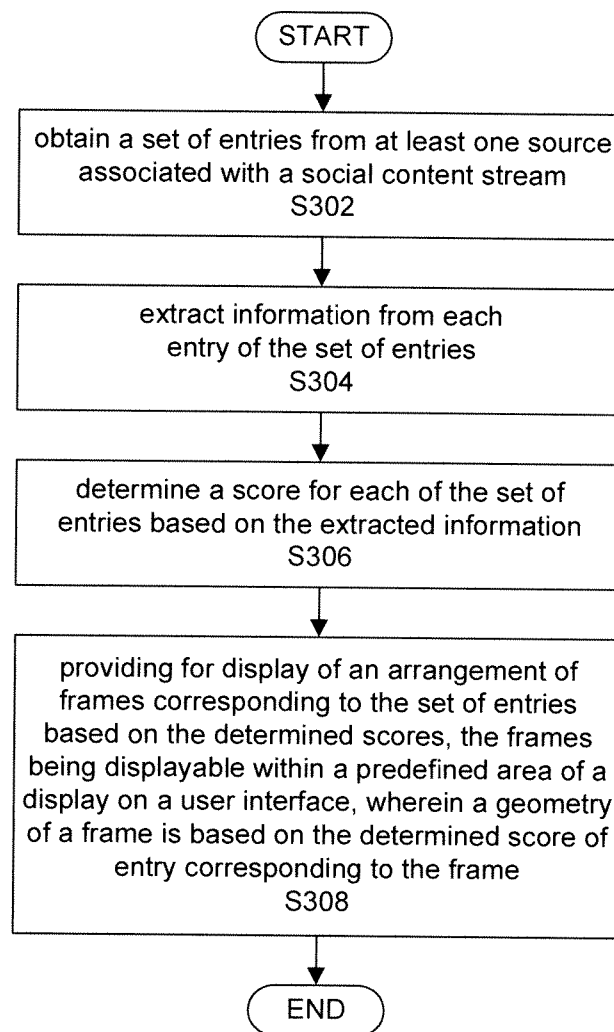 START
obtain a set of entries from at least one source
associated with a social content stream
S302
extract information from each
entry of the set of entries
S304
determine a score for each of the set of
entries based on the extracted information
S306
providing for display of an arrangement of
frames corresponding to the set of entries
based on the determined scores, the frames
being displayable within a predefined area of a
display on a user interface, wherein a geometry
of a frame is based on the determined score of
entry corresponding to the frame
S308
END